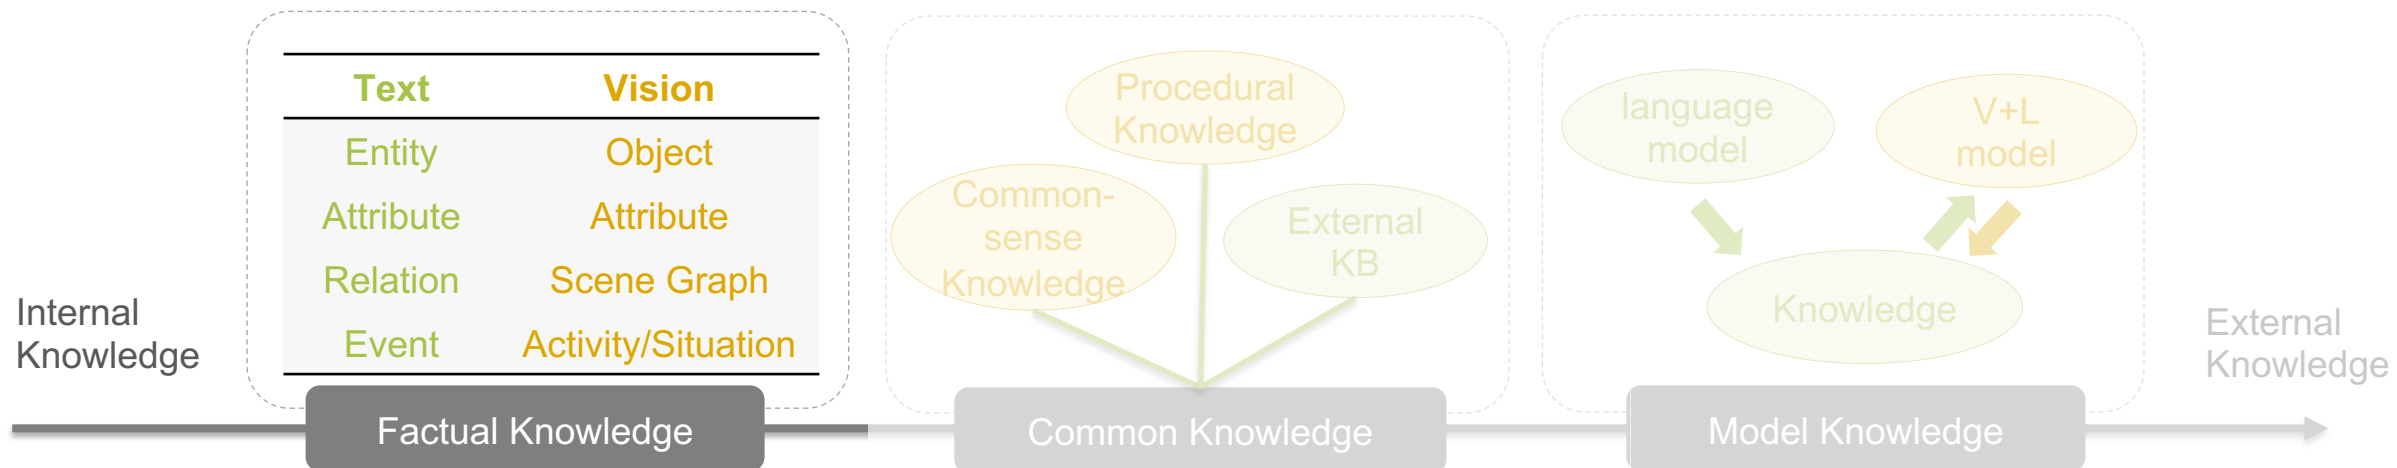 Internal
Knowledge
Text Vision
Entity Object
Attribute Attribute
Relation Scene Graph
Event Activity/Situation
Factual Knowledge
Procedural
Knowledge
Common-
sense
Knowledge
External
KB
Common Knowledge
language
model
V+L
model
Knowledge
Model Knowledge
External
Knowledge